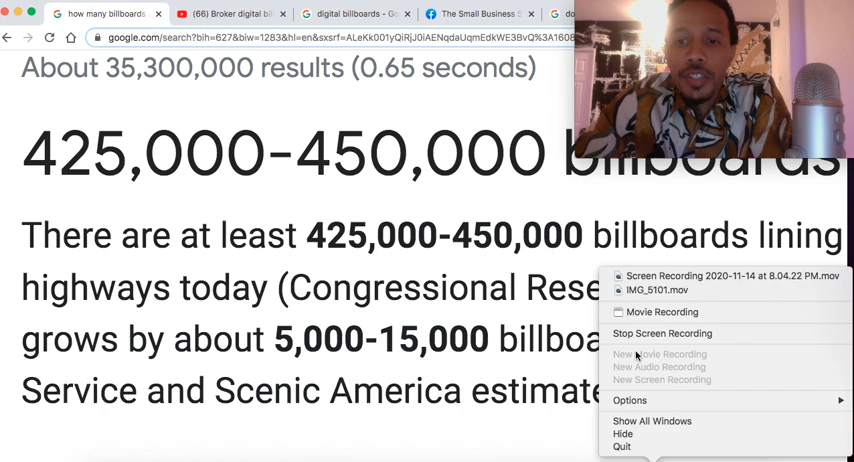 how many billboards
(66) Broker digital bil
digital billboards - Go
The Small Business S
do
google.com/search?bih=627&biw=1283&hl=en&sxsrf=ALeKk001yQiRjJ0iAENqdaUqmEdkWE3BvQ%3A1608
About 35,300,000 results (0.65 seconds)
425,000-450,000 billboards
There are at least 425,000-450,000 billboards lining
highways today (Congressional Rese
grows by about 5,000-15,000 billboa
Service and Scenic America estimate
Screen Recording 2020-11-14 at 8.04.22 PM.mov
IMG_5101.mov
Movie Recording
Stop Screen Recording
New Movie Recording
New Audio Recording
New Screen Recording
Options
Show All Windows
Hide
Quit